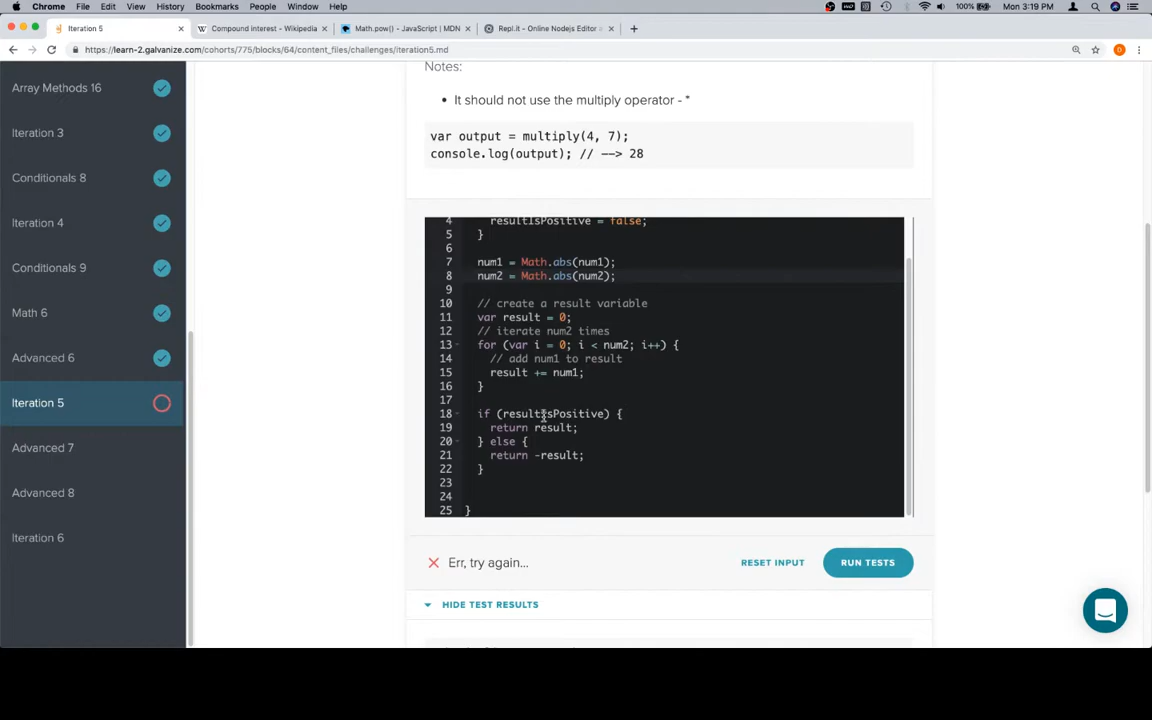 Chrome File Edit View History Bookmarks People Window Help 100% Mon 3:19 PM
Iteration 5 Compound interest - Wikipedia Math.pow() - JavaScript | MDN Repl.it - Online Nodejs Editor
https://learn-2.galvanize.com/cohorts/775/blocks/64/content_files/challenges/iteration5.md
Array Methods 16
Iteration 3
Conditionals 8
Iteration 4
Conditionals 9
Math 6
Advanced 6
Iteration 5
Advanced 7
Advanced 8
Iteration 6
Notes:
• It should not use the multiply operator - *
var output = multiply(4, 7);
console.log(output); // --> 28
4 resultIsPositive = false;
5 }
6
7 num1 = Math.abs(num1);
8 num2 = Math.abs(num2);
9
10 // create a result variable
11 var result = 0;
12 // iterate num2 times
13 for (var i = 0; i < num2; i++) {
14 // add num1 to result
15 result += num1;
16 }
17
18 if (resultIsPositive) {
19 return result;
20 } else {
21 return -result;
22 }
23
24
25 }
Err, try again...
RESET INPUT
RUN TESTS
HIDE TEST RESULTS